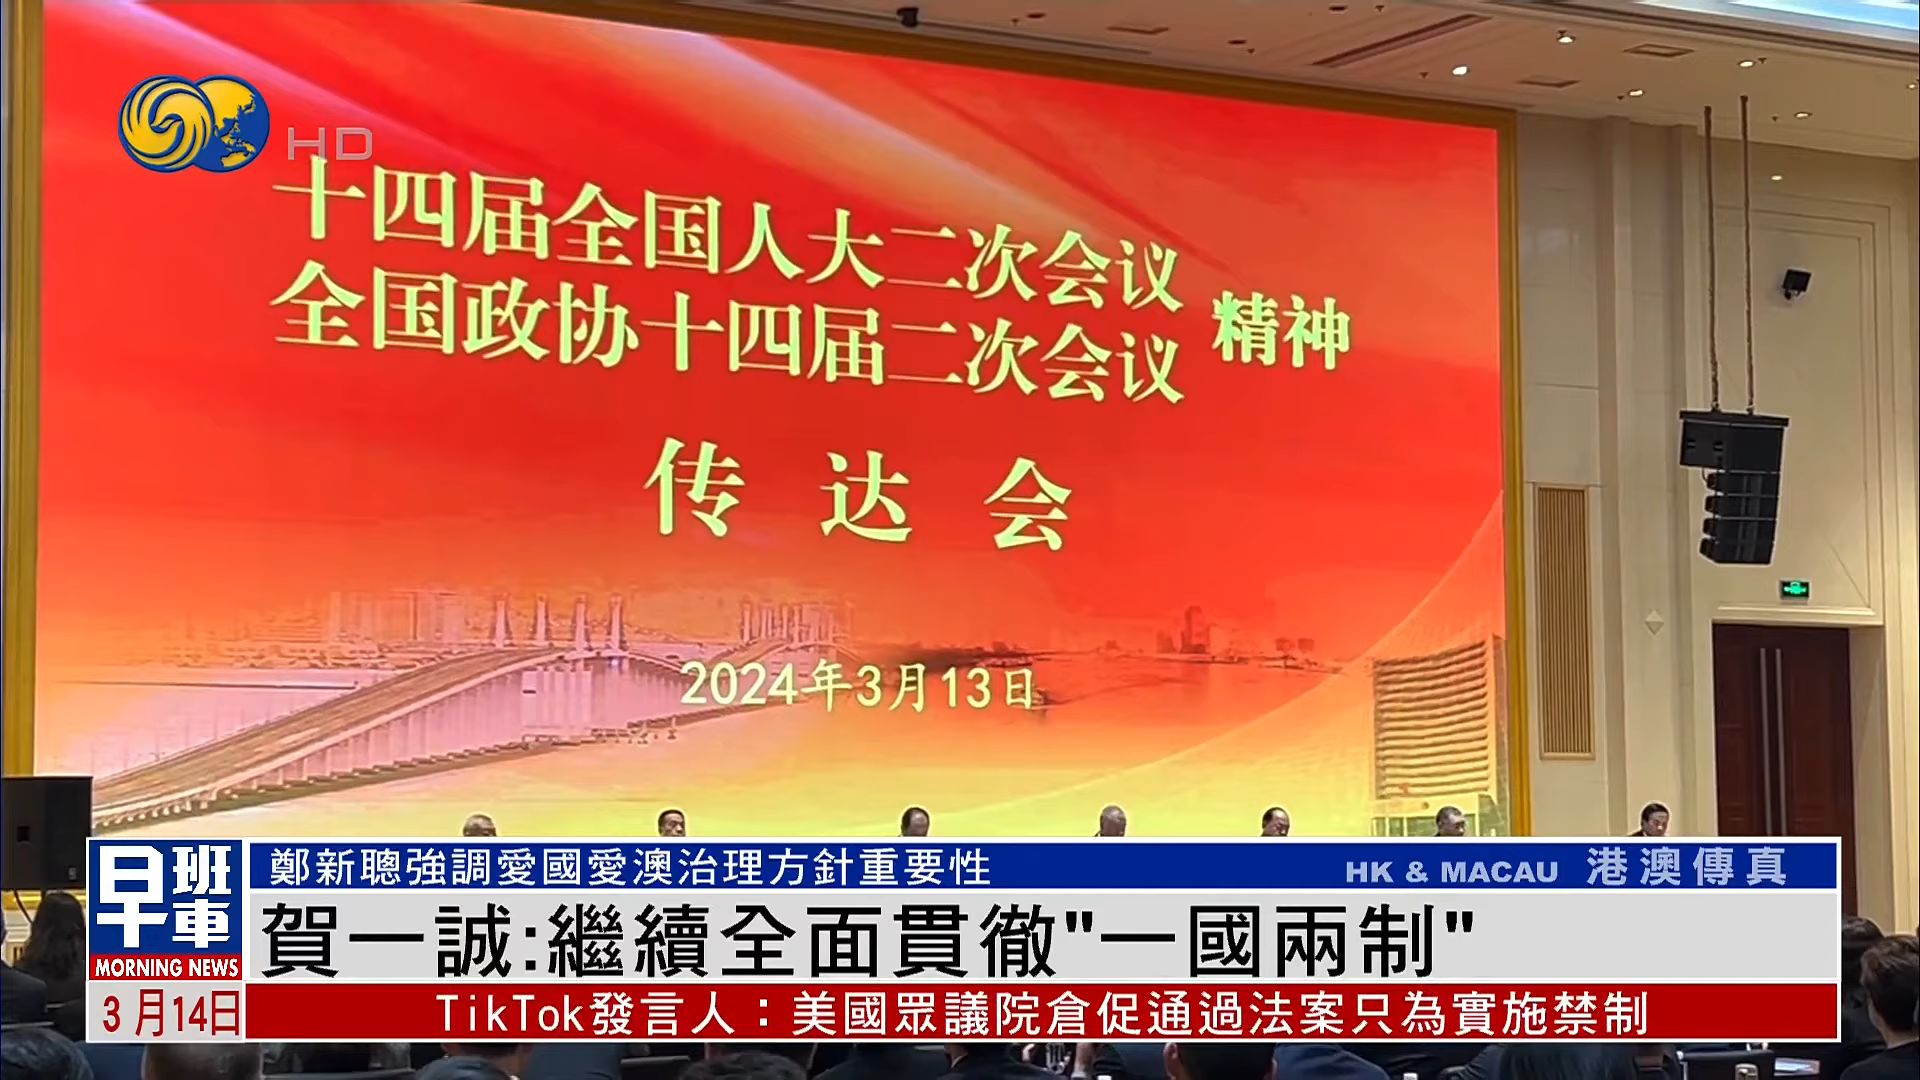 HD
十四届全国人大二次会议
全国政协十四届二次会议
精神
传达会
2024年3月13日
鄭新聰強調愛國愛澳治理方針重要性
HK & MACAU 港澳傳真
早班車
MORNING NEWS
賀一誠:繼續全面貫徹"一國兩制"
3月14日
TikTok發言人：美國眾議院倉促通過法案只為實施禁制